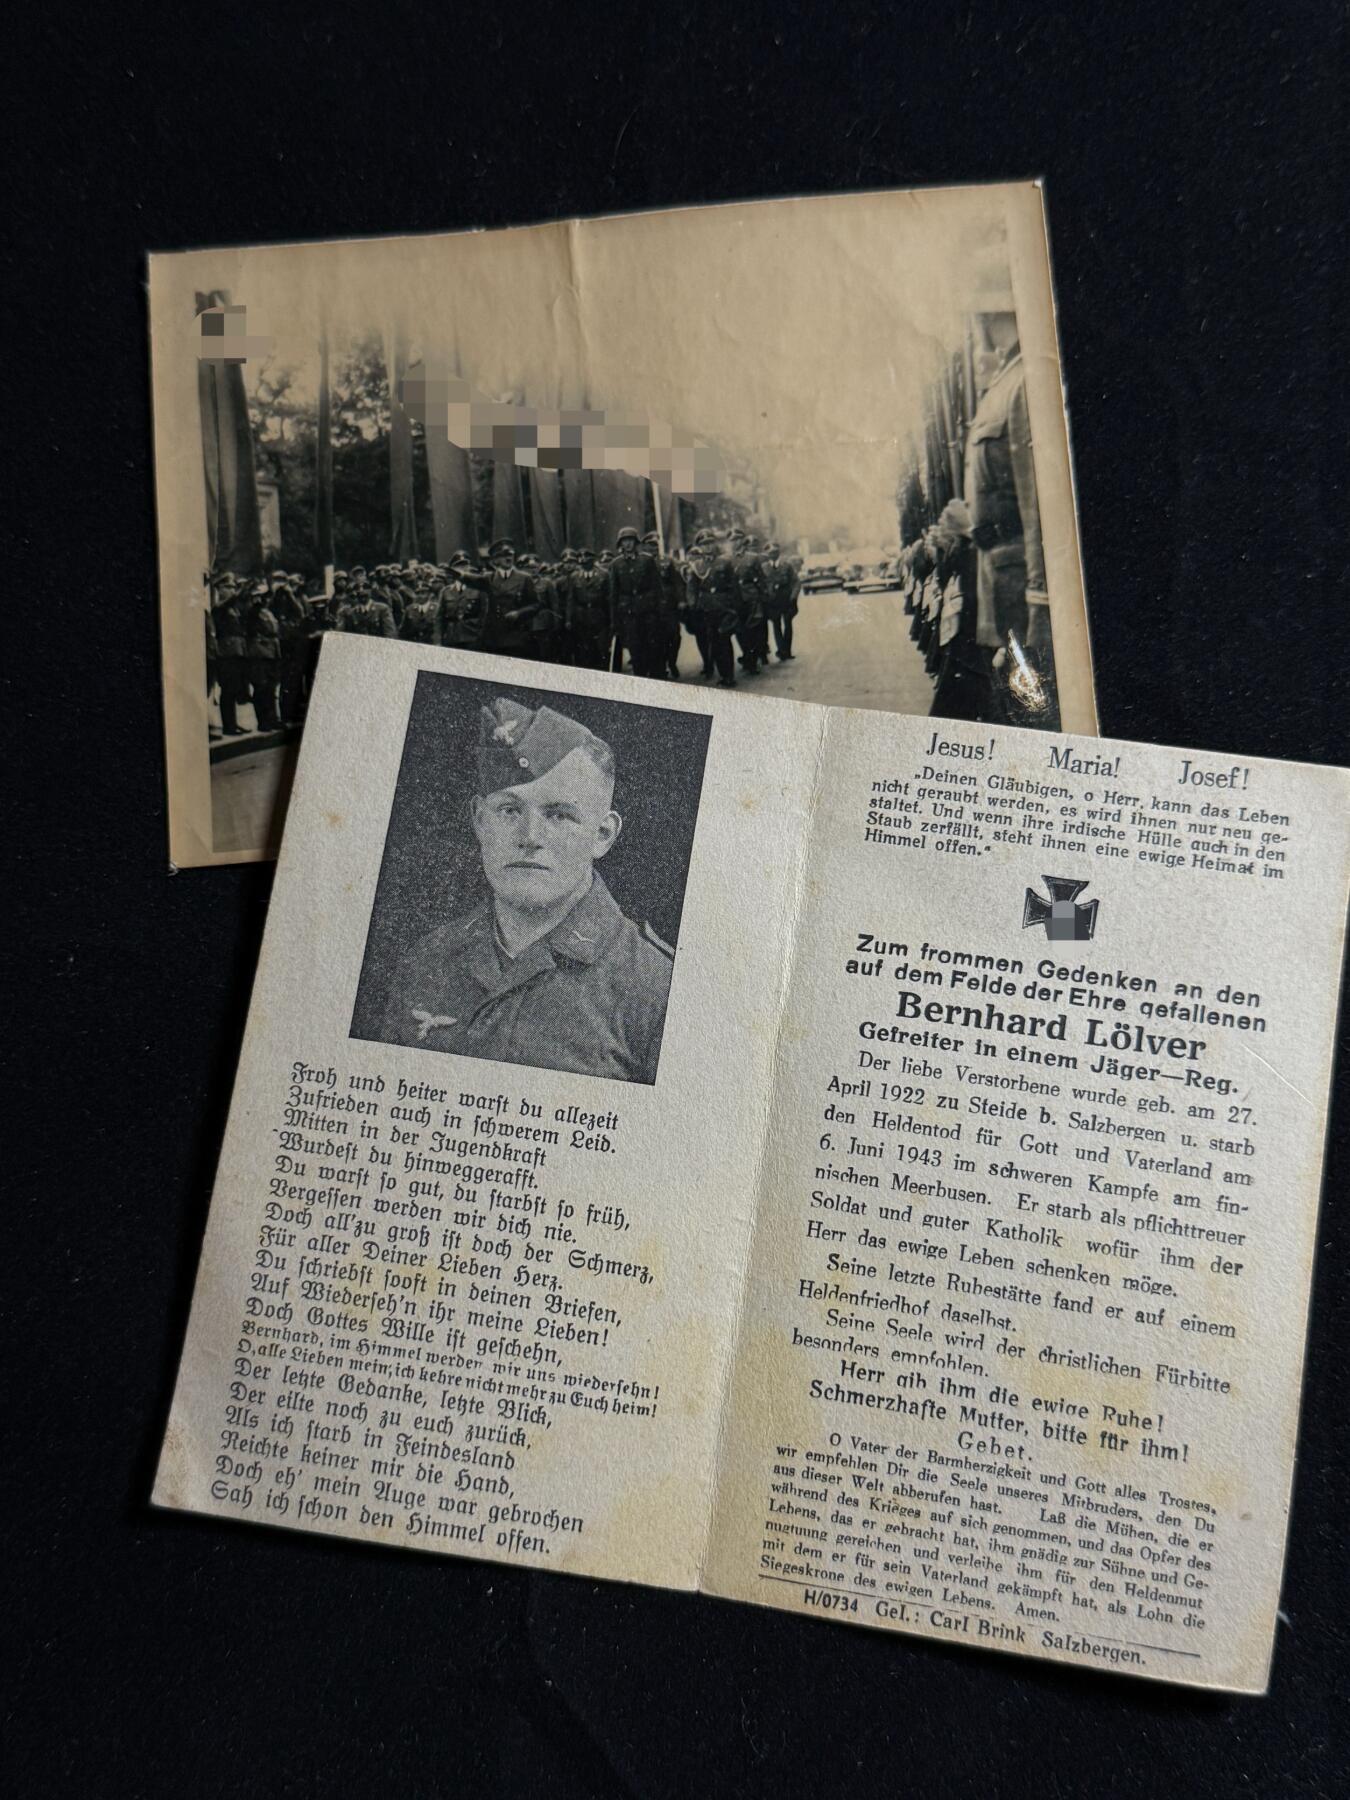 Froh und heiter warst du allezeit
Zufrieden auch in schwerem Leid.
Mitten in der Jugendkraft
Wurdest du hinweggerafft.
Du warst so gut, du starbst so früh,
Vergessen werden wir dich nie.
Doch all'zu groß ist doch der Schmerz,
Für aller Deiner Lieben Herz.
Du schriebst sooft in deinen Briefen,
Auf Wiederseh'n ihr meine Lieben!
Doch Gottes Wille ist geschehn,
Bernhard, im Himmel werden wir uns wiedersehn!
O, alle Lieben mein, ich kehre nicht mehr zu Euch heim!
Der letzte Gedanke, letzte Blick,
Der eilte noch zu euch zurück,
Als ich starb in Feindesland
Reichte keiner mir die Hand,
Doch eh' mein Auge war gebrochen
Sah ich schon den Himmel offen.
Jesus! Maria! Josef!
„Deinen Gläubigen, o Herr, kann das Leben
nicht geraubt werden, es wird ihnen nur neu ge-
staltet. Und wenn ihre irdische Hülle auch in den
Staub zerfällt, steht ihnen eine ewige Heimat im
Himmel offen.“
Zum frommen Gedenken an den
auf dem Felde der Ehre gefallenen
Bernhard Lölver
Gefreiter in einem Jäger—Reg.
Der liebe Verstorbene wurde geb. am 27.
April 1922 zu Steide b. Salzbergen u. starb
den Heldentod für Gott und Vaterland am
6. Juni 1943 im schweren Kampfe am fin-
nischen Meerbusen. Er starb als pflichttreuer
Soldat und guter Katholik wofür ihm der
Herr das ewige Leben schenken möge.
Seine letzte Ruhestätte fand er auf einem
Heldenfriedhof daselbst.
Seine Seele wird der christlichen Fürbitte
besonders empfohlen.
Herr gib ihm die ewige Ruhe!
Schmerzhafte Mutter, bitte für ihm!
Gebet.
O Vater der Barmherzigkeit und Gott alles Trostes,
wir empfehlen Dir die Seele unseres Mitbruders, den Du
aus dieser Welt abberufen hast. Laß die Mühen, die er
während des Krieges auf sich genommen, und das Opfer des
Lebens, das er gebracht hat, ihm gnädig zur Sühne und Ge-
nugtuung gereichen und verleihe ihm für den Heldenmut
mit dem er für sein Vaterland gekämpft hat, als Lohn die
Siegeskrone des ewigen Lebens. Amen.
H/0734 Gel.: Carl Brink Salzbergen.